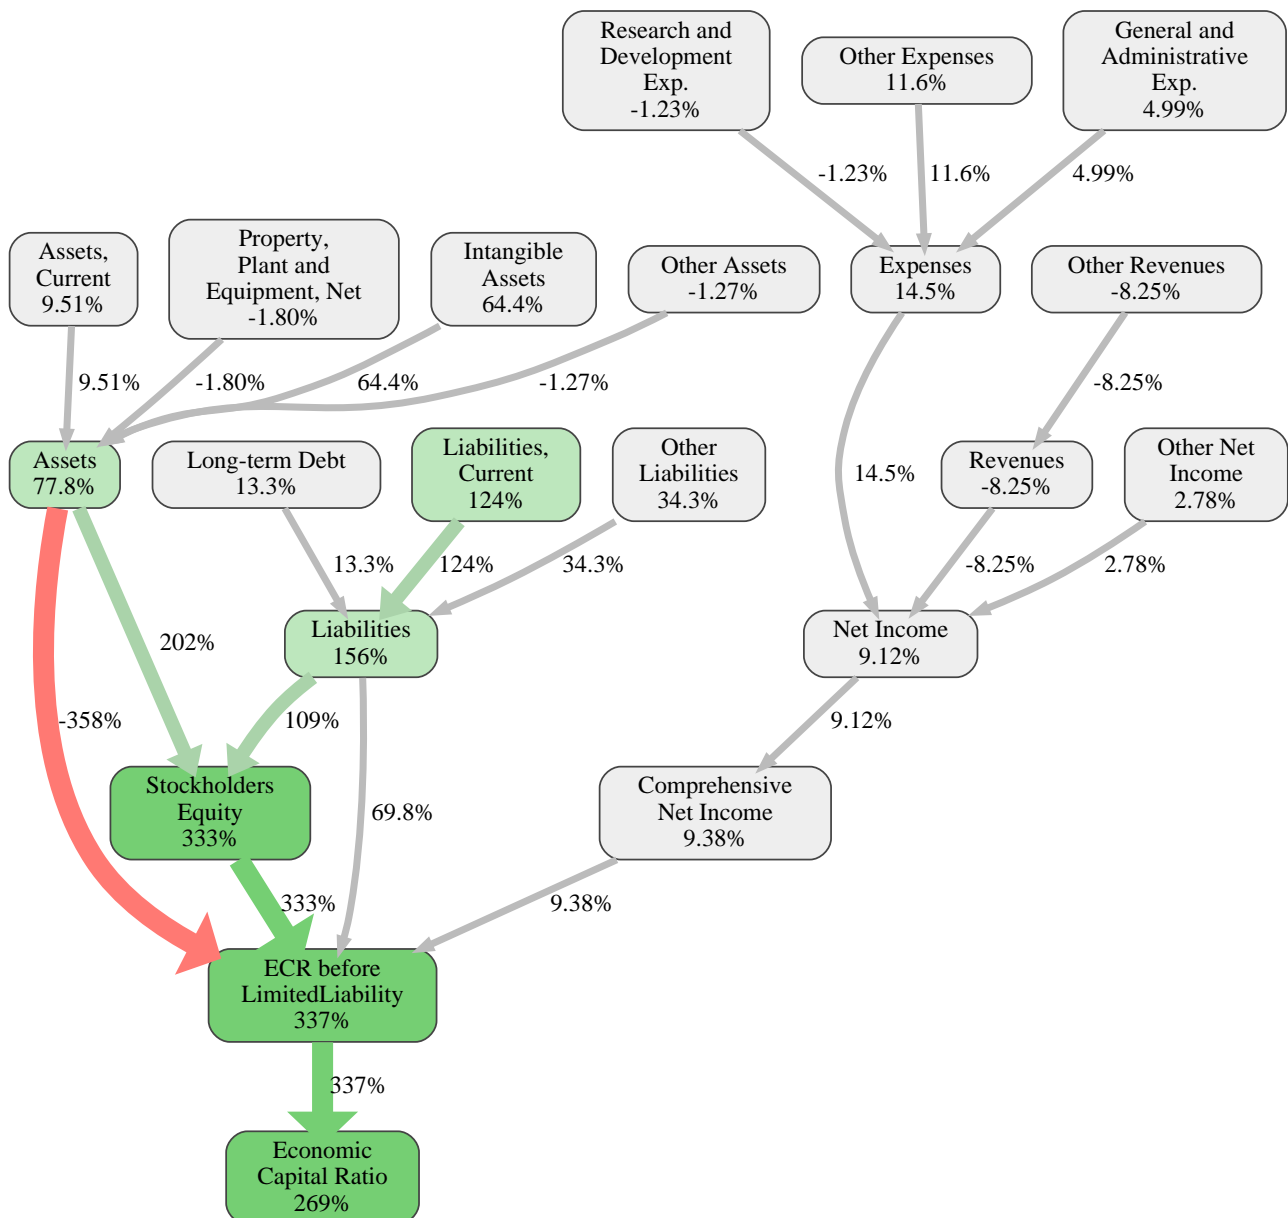 Research and
Development
Exp.
-1.23%
Other Expenses
11.6%
General and
Administrative
Exp.
4.99%
-1.23%
11.6%
4.99%
Assets,
Current
9.51%
Property,
Plant and
Equipment, Net
-1.80%
Intangible
Assets
64.4%
Other Assets
-1.27%
Expenses
14.5%
Other Revenues
-8.25%
9.51%
-1.80%
64.4%
-1.27%
-8.25%
Assets
77.8%
Long-term Debt
13.3%
Liabilities,
Current
124%
Other
Liabilities
34.3%
14.5%
Revenues
-8.25%
Other Net
Income
2.78%
13.3%
124%
34.3%
-8.25%
2.78%
202%
Liabilities
156%
Net Income
9.12%
-358%
109%
9.12%
Stockholders
Equity
333%
69.8%
Comprehensive
Net Income
9.38%
333%
9.38%
ECR before
LimitedLiability
337%
337%
Economic
Capital Ratio
269%